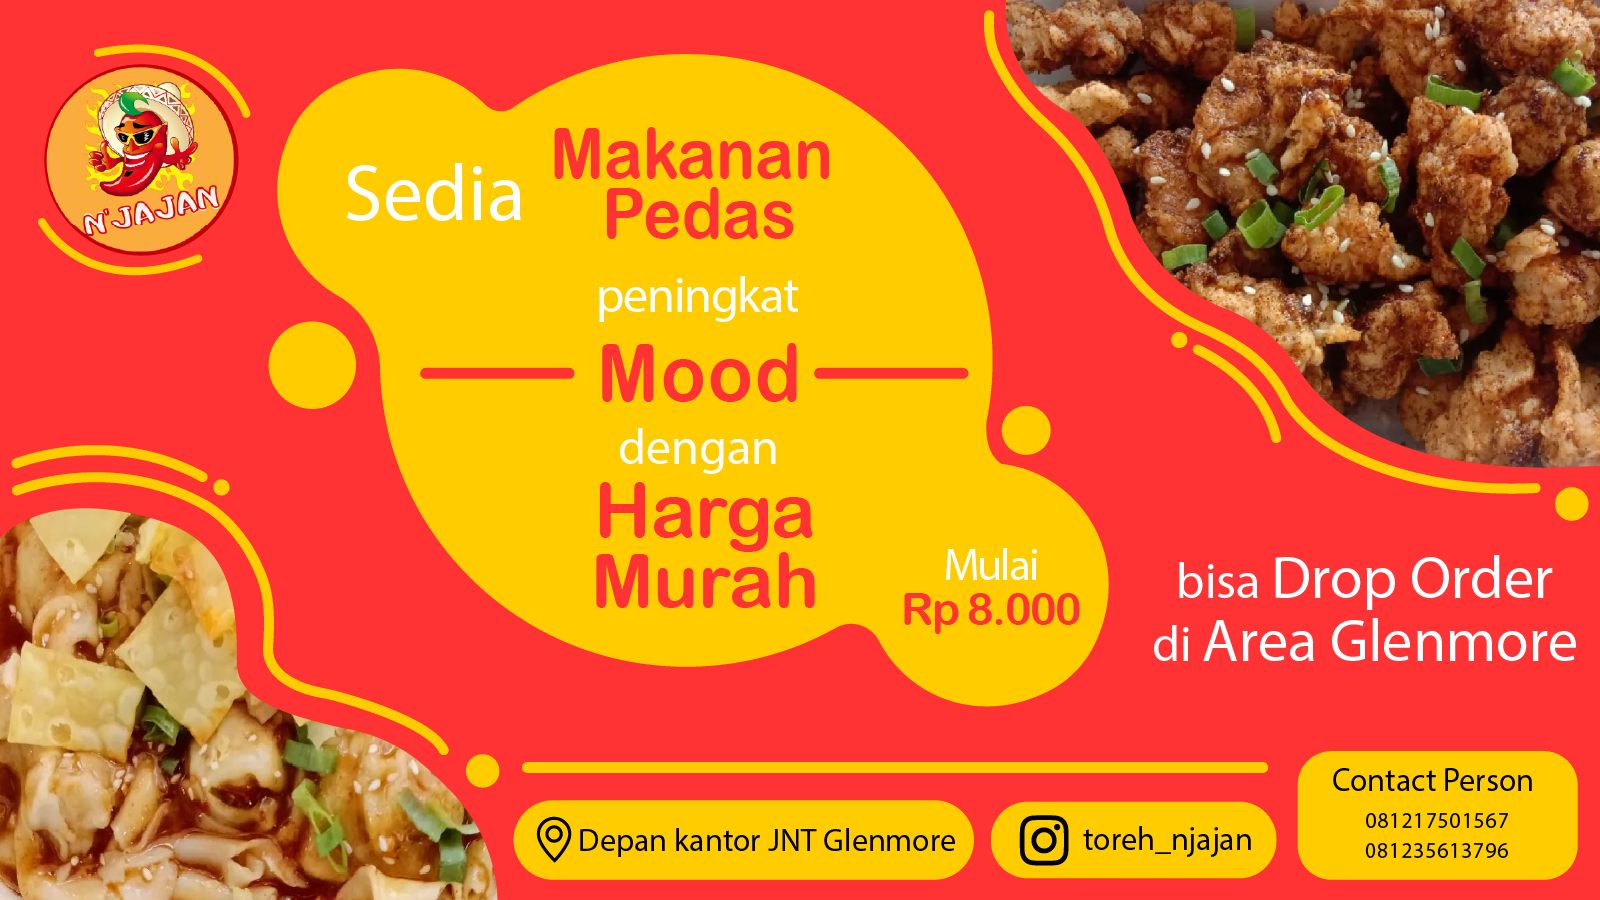 N'JAJAN
Sedia
Makanan
Pedas
peningkat
Mood
dengan
Harga
Murah
Mulai
Rp 8.000
bisa Drop Order
di Area Glenmore
Depan kantor JNT Glenmore
toreh_njajan
Contact Person
081217501567
081235613796